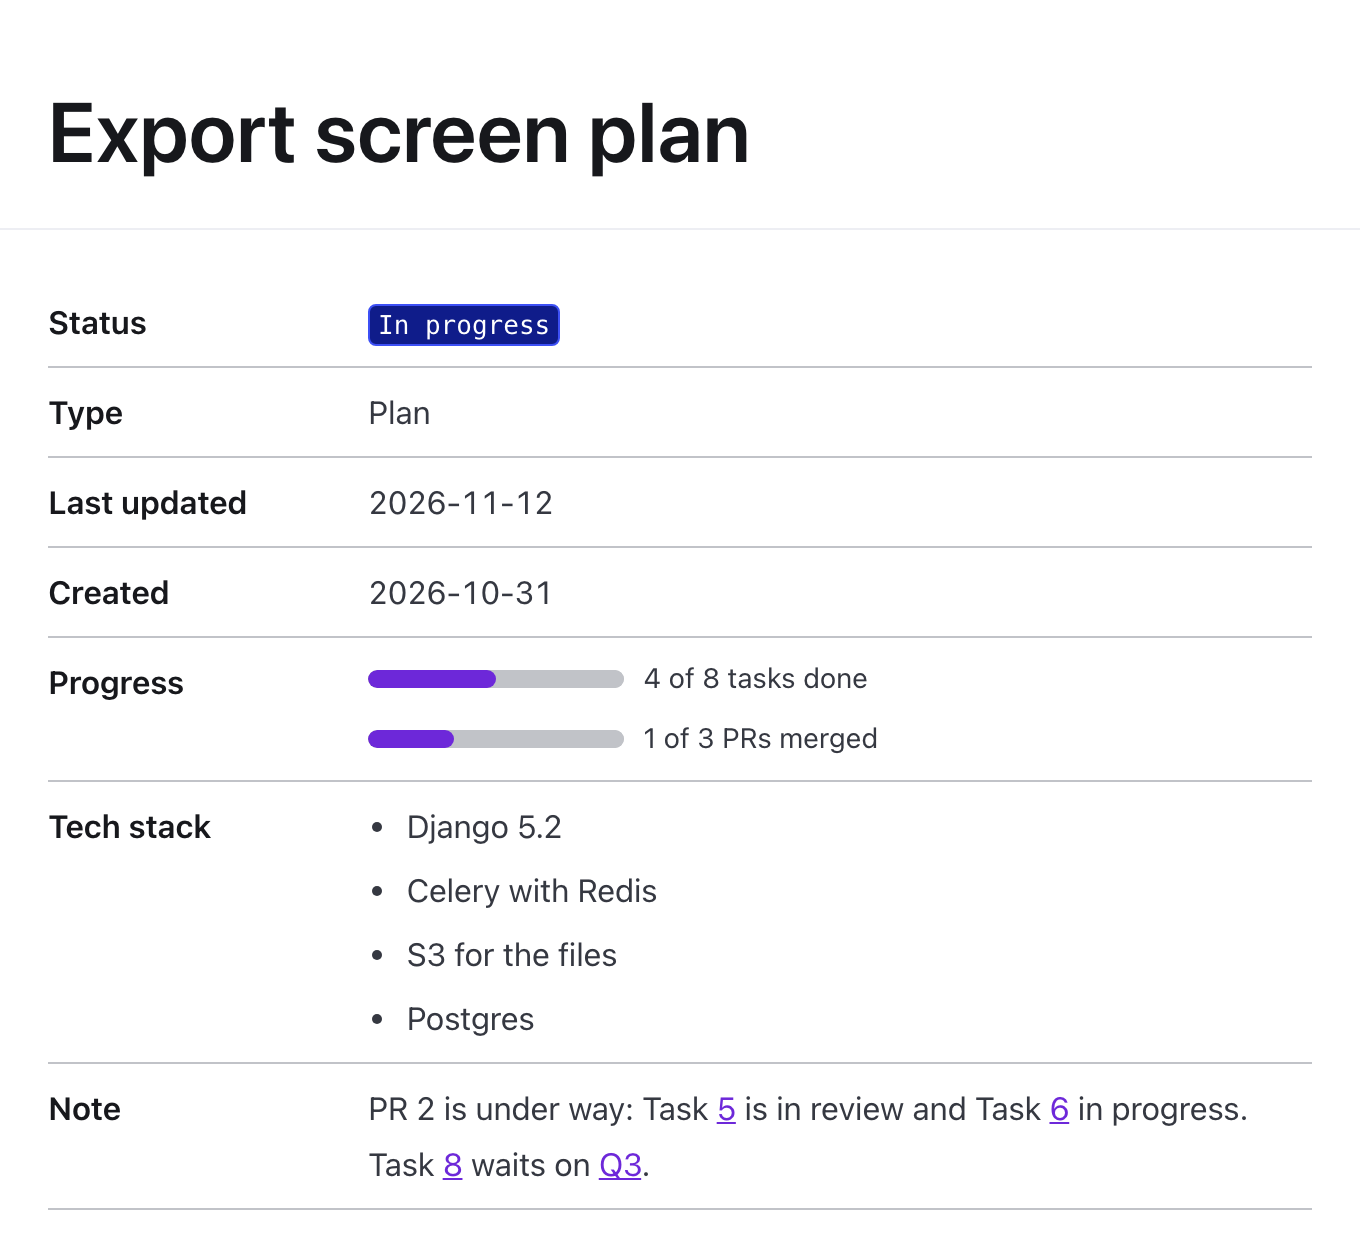 Export screen plan
Status
In progress
Type
Plan
Last updated
2026-11-12
Created
2026-10-31
Progress
4 of 8 tasks done
1 of 3 PRs merged
Tech stack
• Django 5.2
• Celery with Redis
• S3 for the files
• Postgres
Note
PR 2 is under way: Task 5 is in review and Task 6 in progress.
Task 8 waits on Q3.